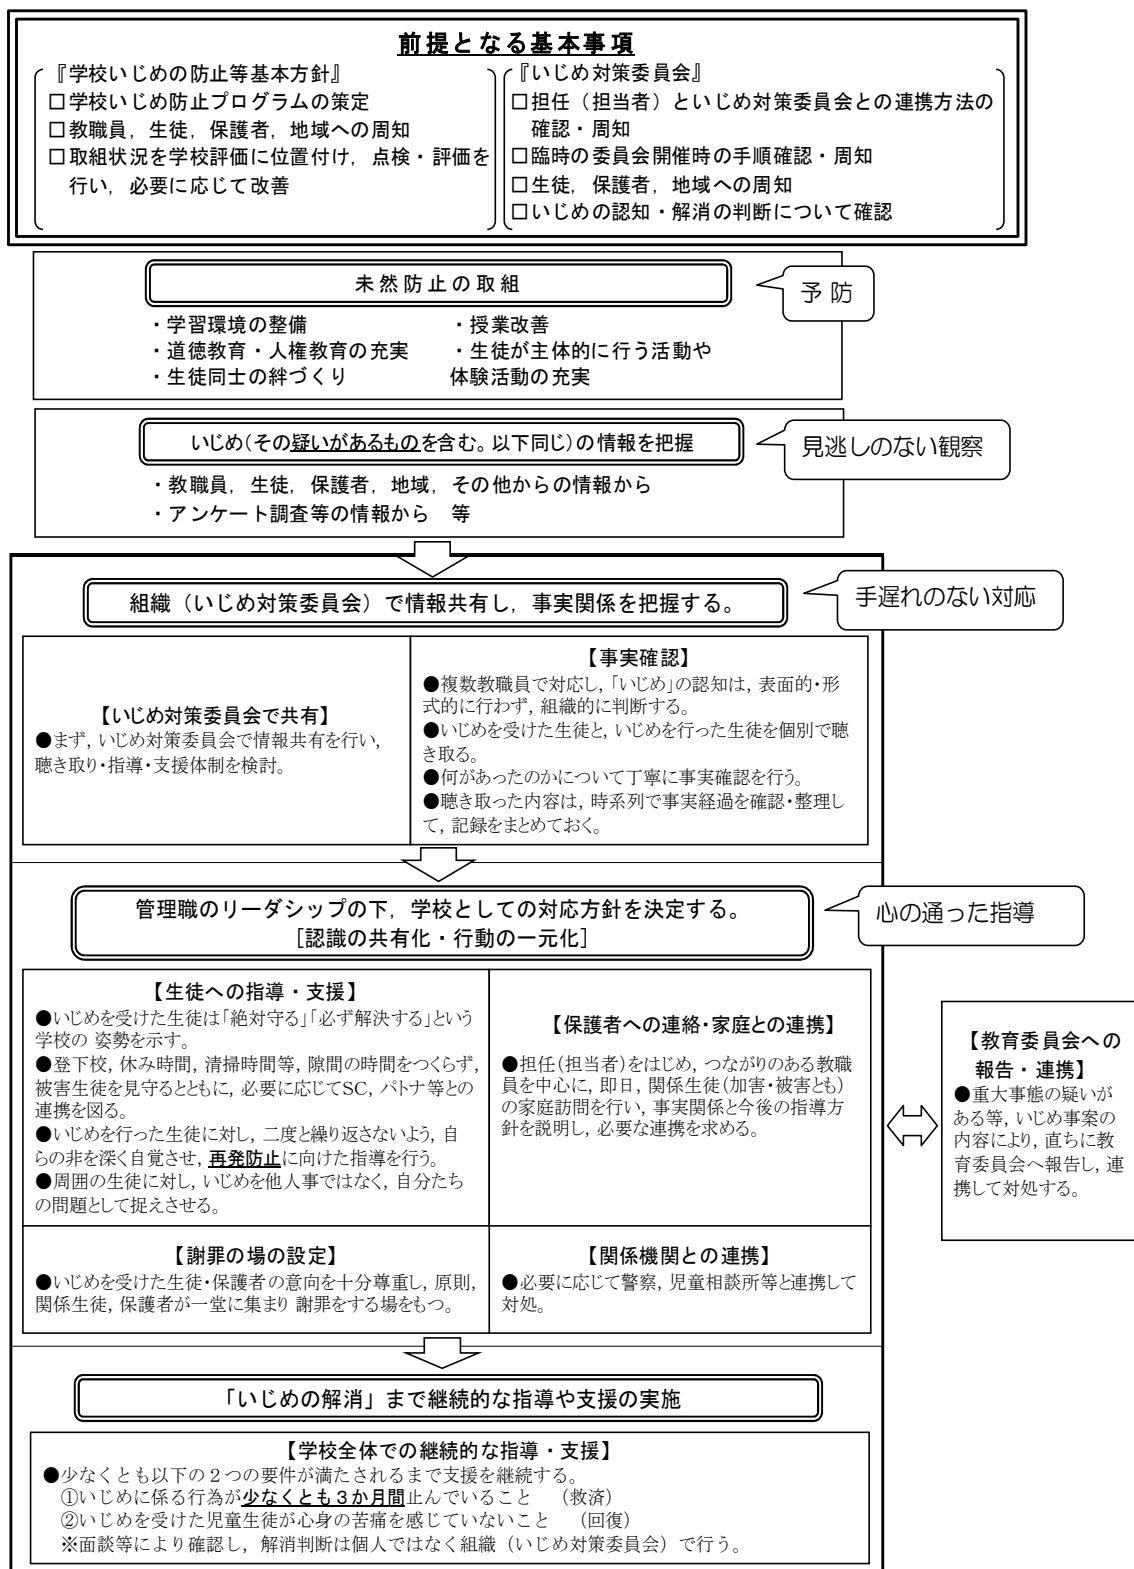 前提となる基本事項
『学校いじめの防止等基本方針』
□学校いじめ防止プログラムの策定
□教職員，生徒，保護者，地域への周知
□取組状況を学校評価に位置付け，点検・評価を
行い，必要に応じて改善
『いじめ対策委員会』
□担任（担当者）といじめ対策委員会との連携方法の
確認・周知
□臨時の委員会開催時の手順確認・周知
□生徒，保護者，地域への周知
□いじめの認知・解消の判断について確認
未然防止の取組
予防
・学習環境の整備
・道徳教育・人権教育の充実
・生徒同士の絆づくり
・授業改善
・生徒が主体的に行う活動や
体験活動の充実
いじめ(その疑いがあるものを含む。以下同じ)の情報を把握
見逃しのない観察
・教職員，生徒，保護者，地域，その他からの情報から
・アンケート調査等の情報から　等
組織（いじめ対策委員会）で情報共有し，事実関係を把握する。
手遅れのない対応
【いじめ対策委員会で共有】
●まず，いじめ対策委員会で情報共有を行い，
聴き取り・指導・支援体制を検討。
【事実確認】
●複数教職員で対応し，「いじめ」の認知は，表面的・形
式的に行わず，組織的に判断する。
●いじめを受けた生徒と，いじめを行った生徒を個別で聴
き取る。
●何があったのかについて丁寧に事実確認を行う。
●聴き取った内容は，時系列で事実経過を確認・整理し
て，記録をまとめておく。
管理職のリーダシップの下，学校としての対応方針を決定する。
［認識の共有化・行動の一元化］
心の通った指導
【生徒への指導・支援】
●いじめを受けた生徒は「絶対守る」「必ず解決する」という
学校の 姿勢を示す。
●登下校，休み時間，清掃時間等，隙間の時間をつくらず，
被害生徒を見守るとともに，必要に応じてSC，パトナ等との
連携を図る。
●いじめを行った生徒に対し，二度と繰り返さないよう，自
らの非を深く自覚させ，再発防止に向けた指導を行う。
●周囲の生徒に対し，いじめを他人事ではなく，自分たち
の問題として捉えさせる。
【保護者への連絡・家庭との連携】
●担任(担当者)をはじめ，つながりのある教職
員を中心に，即日，関係生徒(加害・被害とも)
の家庭訪問を行い，事実関係と今後の指導方
針を説明し，必要な連携を求める。
【教育委員会への
報告・連携】
●重大事態の疑いが
ある等，いじめ事案の
内容により，直ちに教
育委員会へ報告し，連
携して対処する。
【謝罪の場の設定】
●いじめを受けた生徒・保護者の意向を十分尊重し，原則，
関係生徒，保護者が一堂に集まり 謝罪をする場をもつ。
【関係機関との連携】
●必要に応じて警察，児童相談所等と連携して
対処。
「いじめの解消」まで継続的な指導や支援の実施
【学校全体での継続的な指導・支援】
●少なくとも以下の２つの要件が満たされるまで支援を継続する。
①いじめに係る行為が少なくとも３か月間止んでいること　（救済）
②いじめを受けた児童生徒が心身の苦痛を感じていないこと　（回復）
※面談等により確認し，解消判断は個人ではなく組織（いじめ対策委員会）で行う。